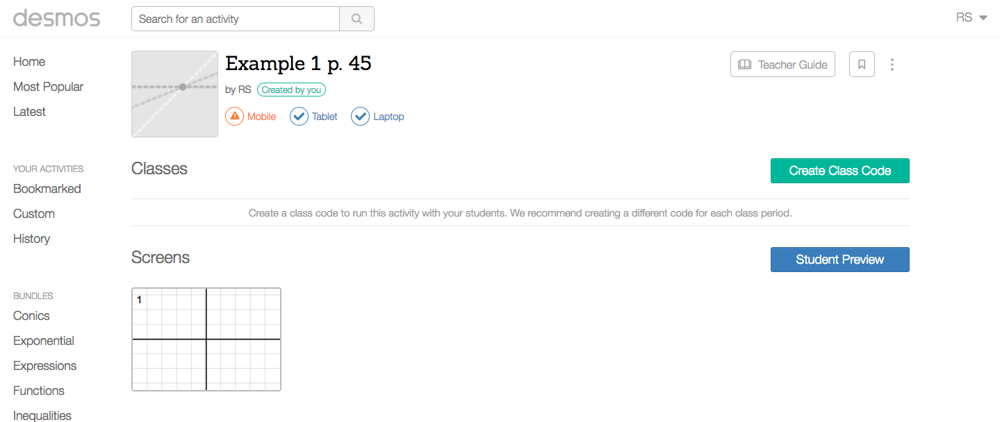 desmos
Search for an activity
RS
Home
Most Popular
Latest
YOUR ACTIVITIES
Bookmarked
Custom
History
BUNDLES
Conics
Exponential
Expressions
Functions
Inequalities
Example 1 p. 45
by RS Created by you
Mobile Tablet Laptop
Teacher Guide
Classes
Create Class Code
Create a class code to run this activity with your students. We recommend creating a different code for each class period.
Screens
Student Preview
1